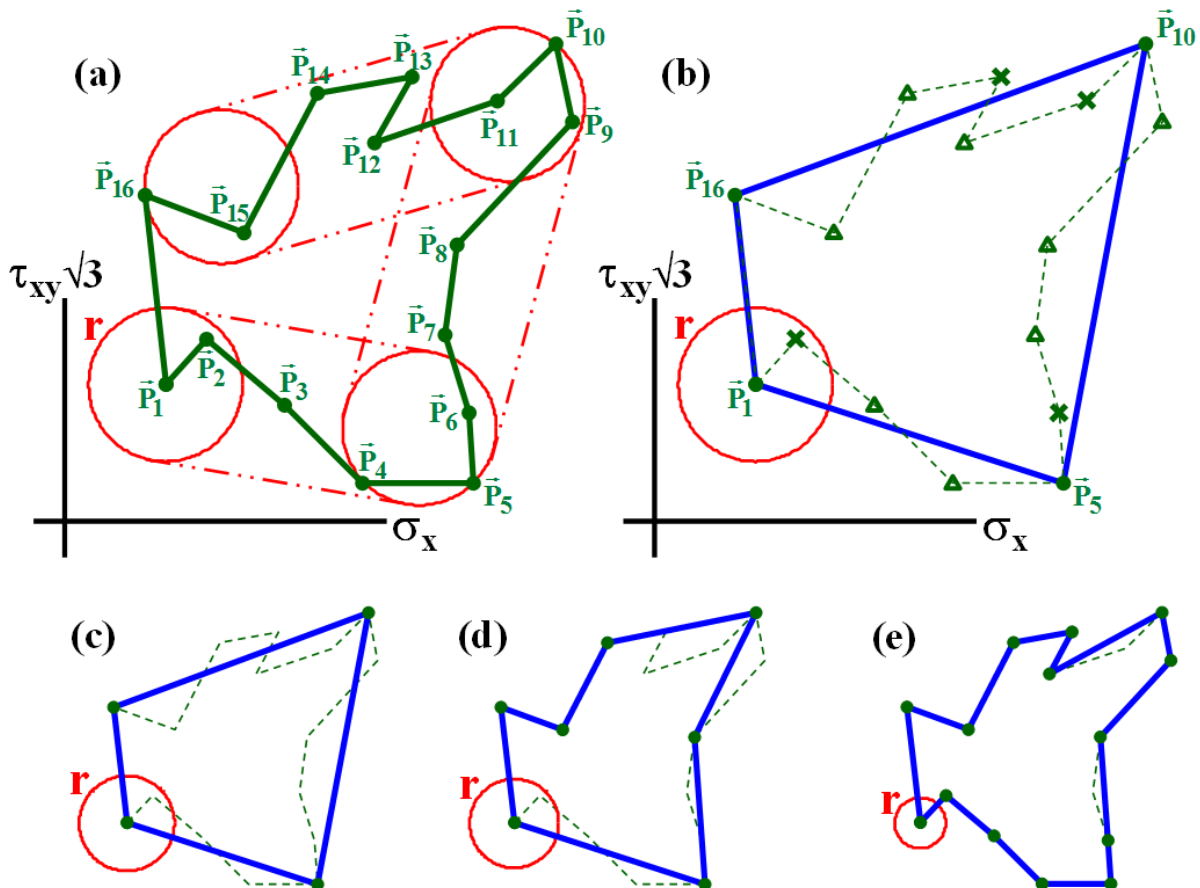 (a)
P⃗10
P⃗13
P⃗14
P⃗9
P⃗11
P⃗12
P⃗16
P⃗15
P⃗8
τxy√3
r
P⃗7
P⃗2
P⃗1
P⃗3
P⃗6
P⃗4
P⃗5
σx
(b)
P⃗10
P⃗16
τxy√3
r
P⃗1
P⃗5
σx
(c)
r
(d)
r
(e)
r